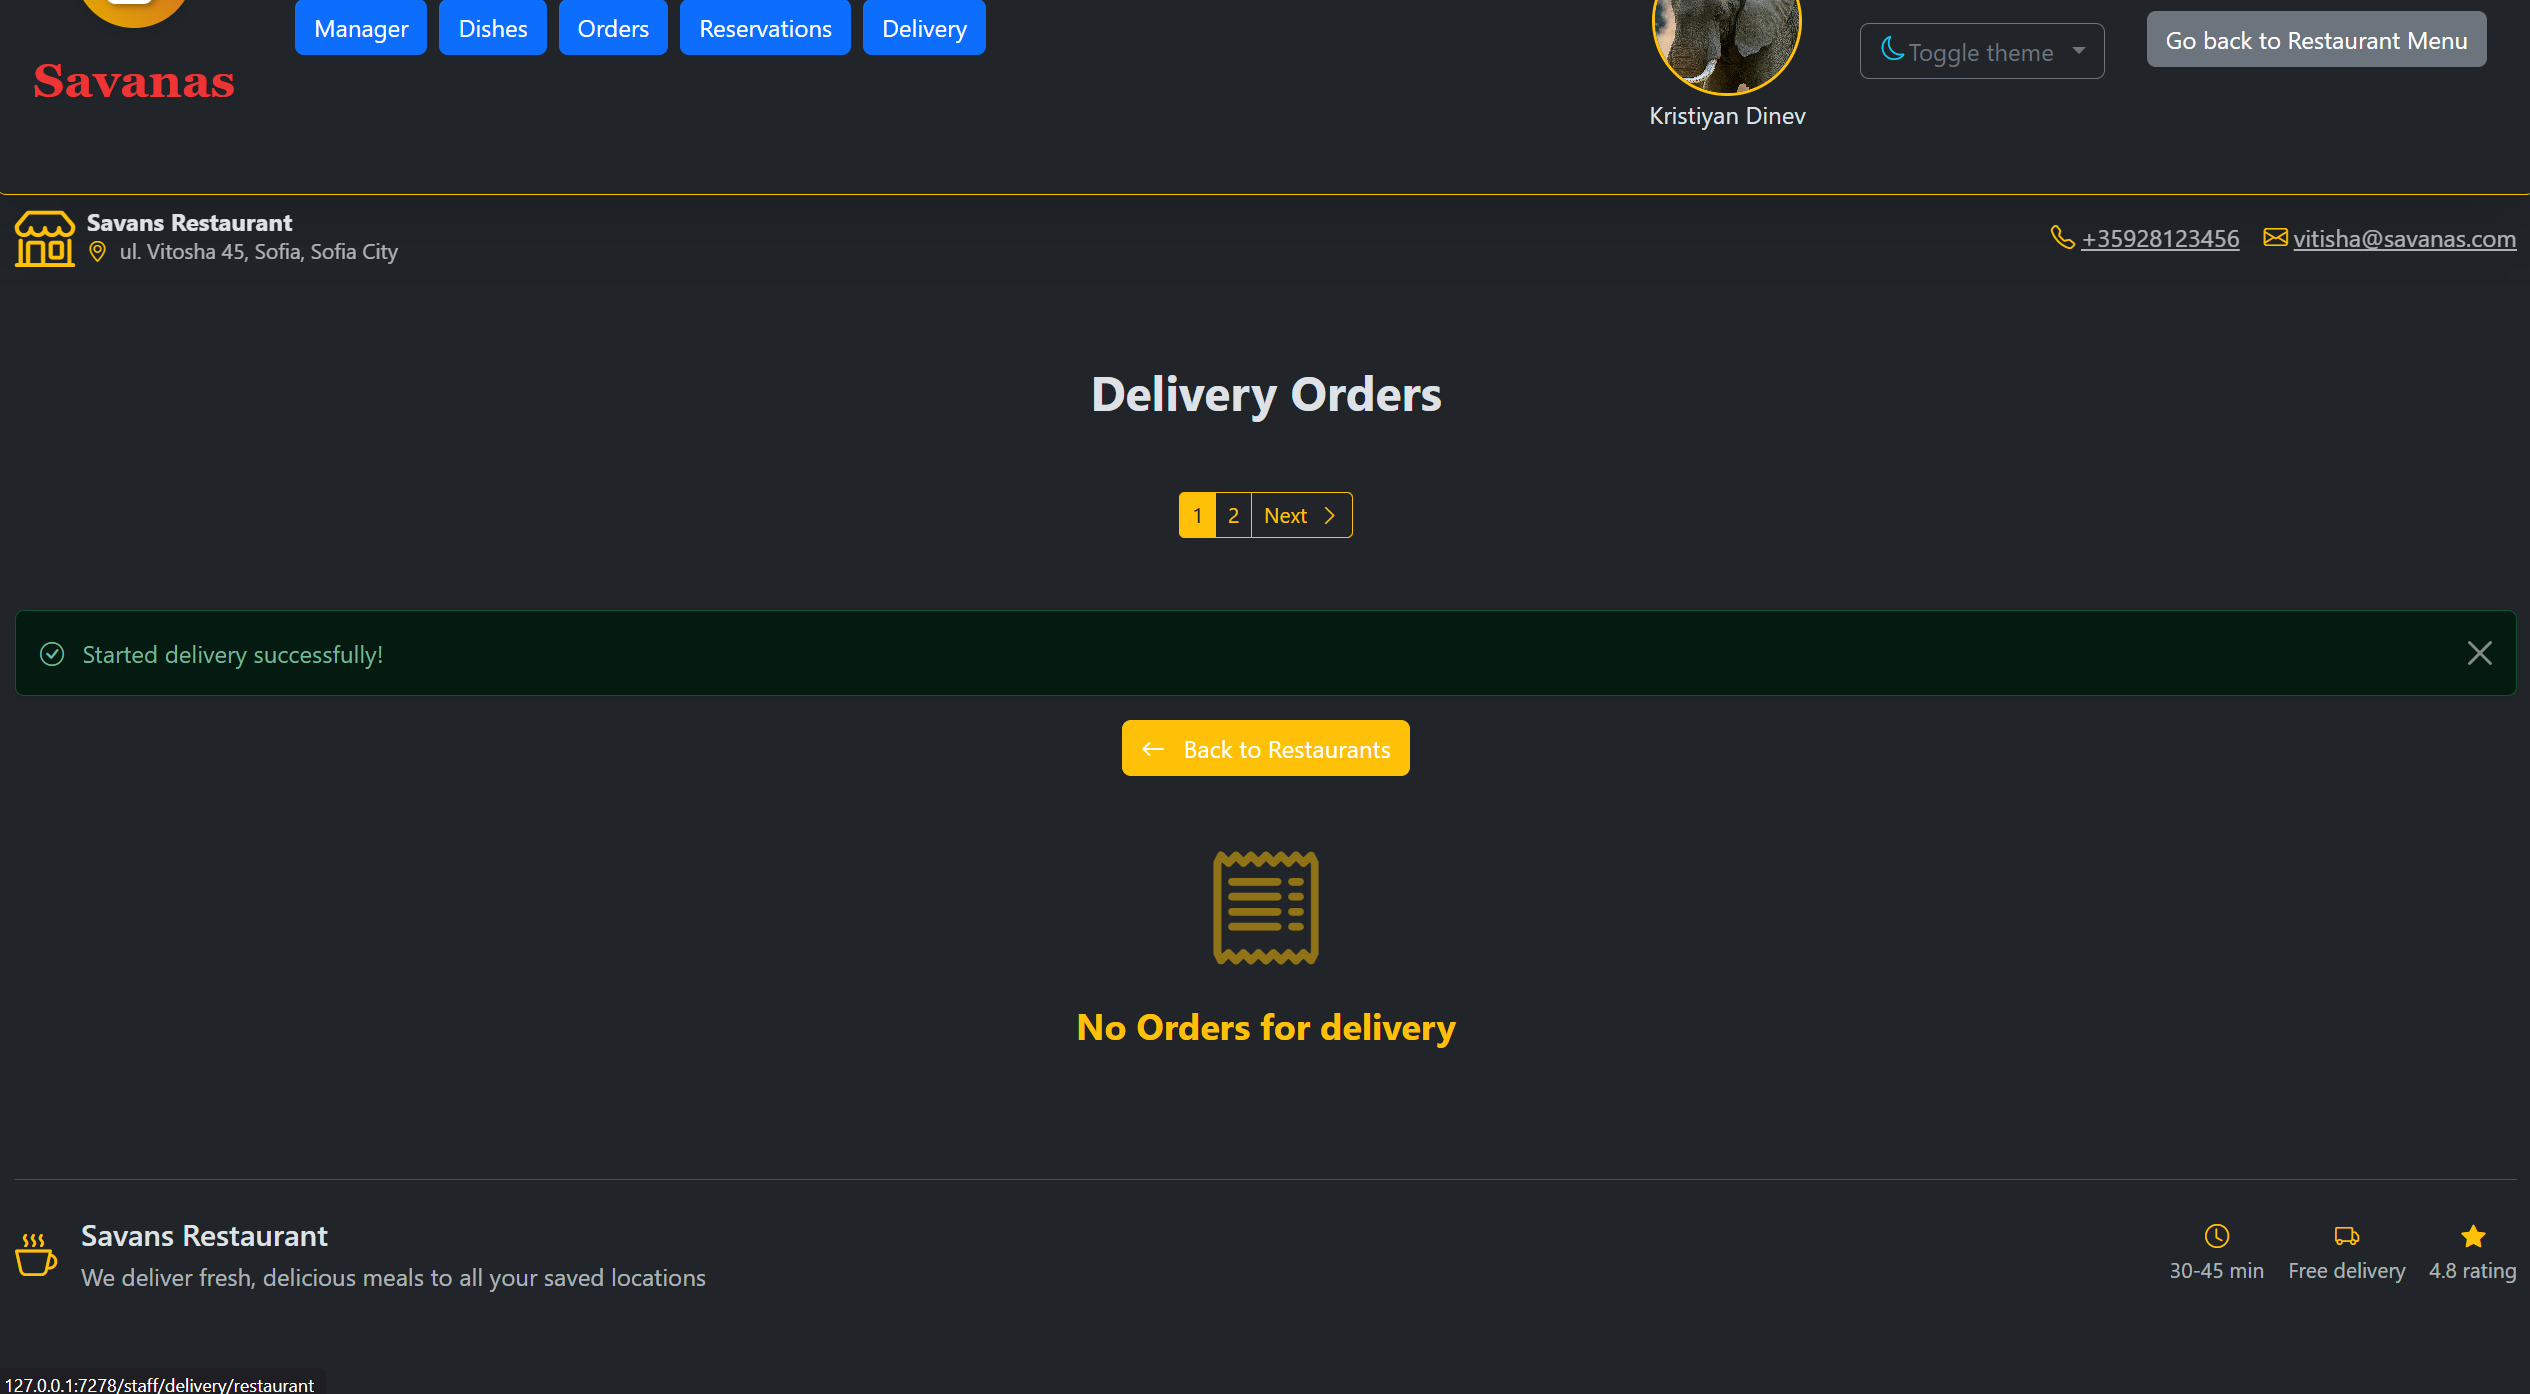 Manager Dishes Orders Reservations Delivery
Toggle theme
Go back to Restaurant Menu
Savanas
Kristiyan Dinev
Savans Restaurant
ul. Vitosha 45, Sofia, Sofia City
+35928123456 vitisha@savanas.com
Delivery Orders
1 2 Next
Started delivery successfully!
Back to Restaurants
No Orders for delivery
Savans Restaurant
We deliver fresh, delicious meals to all your saved locations
30-45 min Free delivery 4.8 rating
127.0.0.1:7278/staff/delivery/restaurant